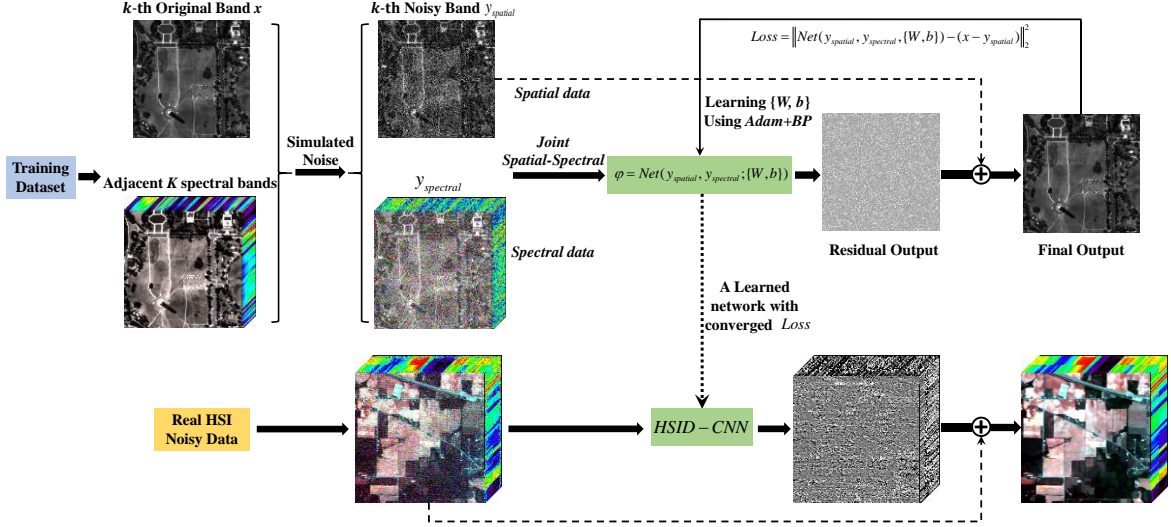 k-th Original Band x
k-th Noisy Band y_spatial
Loss = ‖Net(y_spatial, y_spectral, {W,b}) − (x − y_spatial)‖₂²
Spatial data
Learning {W, b}
Using Adam+BP
Simulated
Noise
Joint
Spatial-Spectral
Training
Dataset
Adjacent K spectral bands
y_spectral
φ = Net(y_spatial, y_spectral; {W,b})
Spectral data
Residual Output
Final Output
A Learned
network with
converged Loss
Real HSI
Noisy Data
HSID − CNN